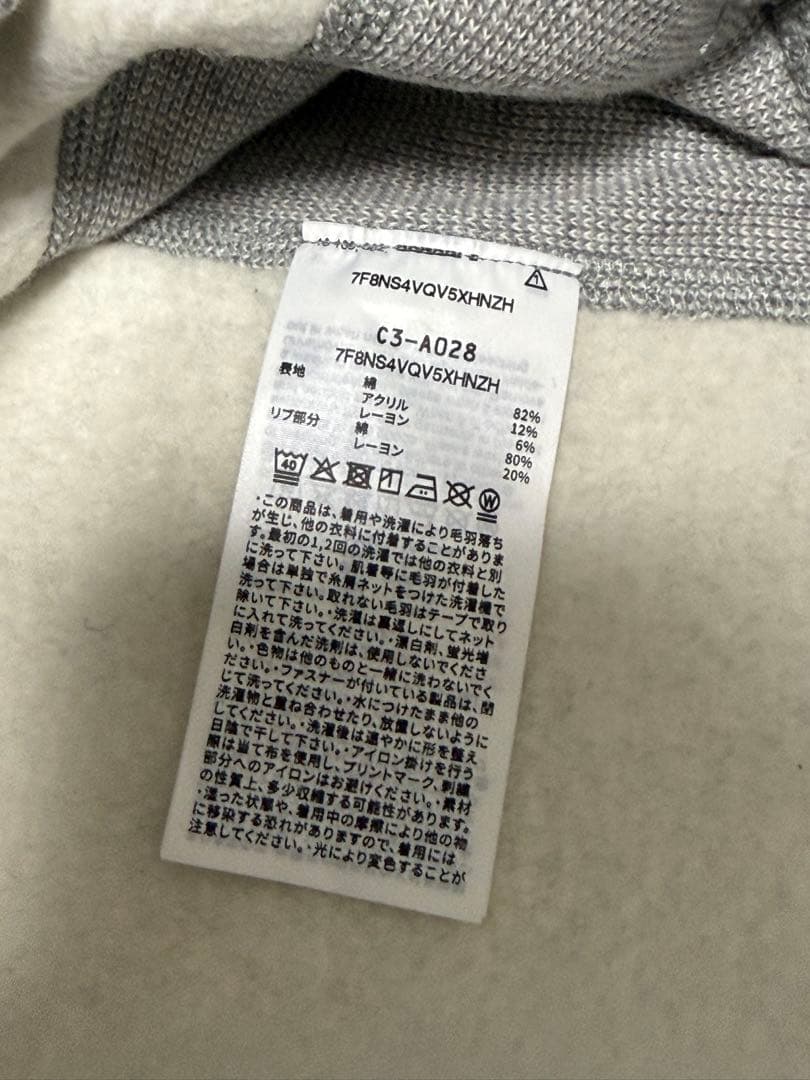 7F8NS4VQV5XHNZH
C3-A028
7F8NS4VQV5XHNZH
表地 綿 82%
アクリル 12%
レーヨン 6%
リブ部分 綿 80%
レーヨン 20%
40
W
・この商品は、着用や洗濯により毛羽落ち
が生じ、他の衣料に付着することがありま
す。最初の1,2回の洗濯では他の衣料と別
に洗って下さい。肌着等に毛羽が付着した
場合は単独で糸屑ネットをつけた洗濯機で
洗って下さい。取れない毛羽はテープで取り
除いて下さい。・洗濯は裏返しにしてネット
に入れて洗ってください。・漂白剤、蛍光増
白剤を含んだ洗剤は、使用しないでくださ
い。・色物は他のものと一緒に洗わないでく
ださい。・ファスナーが付いている製品は、閉
じて洗ってください。・水につけたまま他の
洗濯物と重ね合わせたり、放置しないように
してください。・洗濯後は速やかに形を整え
日陰で干して下さい。・アイロン掛けを行う
際は当て布を使用し、プリントマーク、刺繍
部分へのアイロンはお避けください。・素材
の性質上、多少収縮する可能性があります。
・湿った状態や、着用中の摩擦により他の物
に移染する恐れがありますので、着用には
注意してください。・光により変色することが